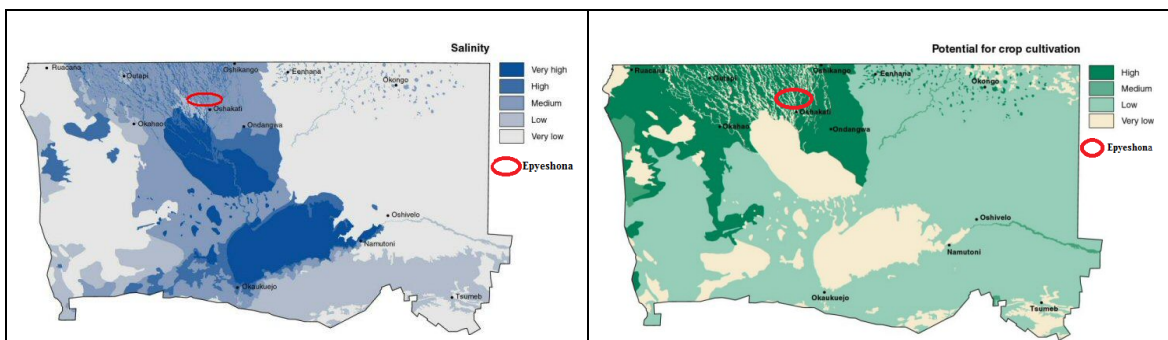 Salinity
Very high
High
Medium
Low
Very low
Epyeshona
Ruacana
Outapi
Oshikango
Eenhana
Okongo
Oshakati
Okahao
Ondangwa
Oshivelo
Namutoni
Okaukuejo
Tsumeb
Potential for crop cultivation
High
Medium
Low
Very low
Epyeshona
Ruacana
Outapi
Oshikango
Eenhana
Okongo
Oshakati
Okahao
Ondangwa
Oshivelo
Namutoni
Okaukuejo
Tsumeb